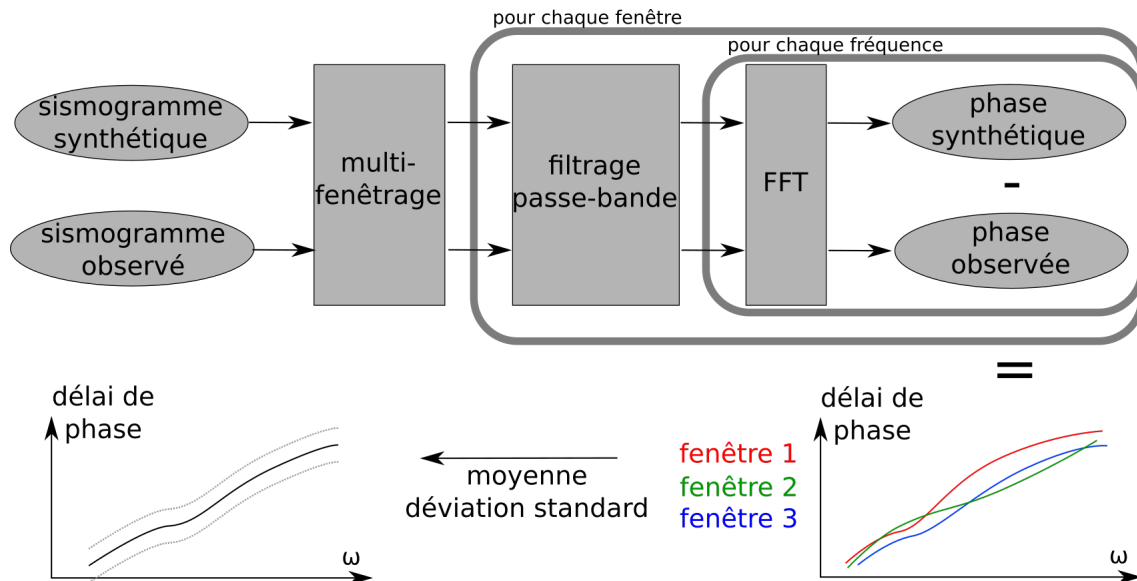 pour chaque fenêtre
pour chaque fréquence
sismogramme
synthétique
multi-
fenêtrage
filtrage
passe-bande
FFT
phase
synthétique
-
sismogramme
observé
phase
observée
=
délai de
phase
ω
moyenne
déviation standard
fenêtre 1
fenêtre 2
fenêtre 3
délai de
phase
ω